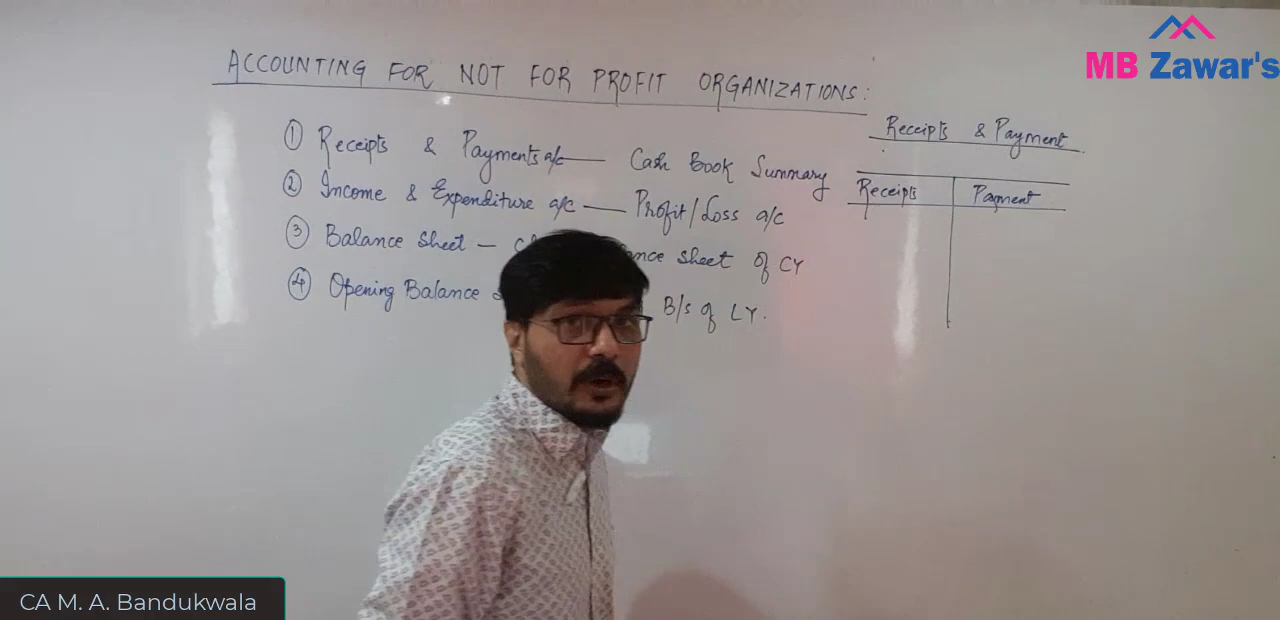 MB Zawar's
ACCOUNTING FOR NOT FOR PROFIT ORGANIZATIONS:
① Receipts & Payments a/c — Cash Book Summary
② Income & Expenditure a/c — Profit/Loss a/c
③ Balance Sheet — Sheet of CY
④ Opening Balance B/s of LY.
Receipts & Payment
Receipts Payment
CA M. A. Bandukwala